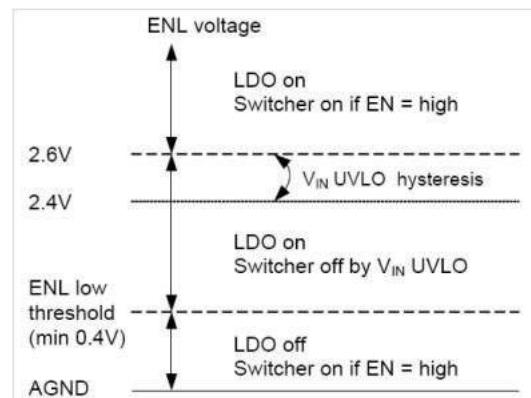 ENL voltage
LDO on
Switcher on if EN = high
2.6V
VIN UVLO hysteresis
2.4V
LDO on
Switcher off by VIN UVLO
ENL low
threshold
(min 0.4V)
LDO off
Switcher on if EN = high
AGND